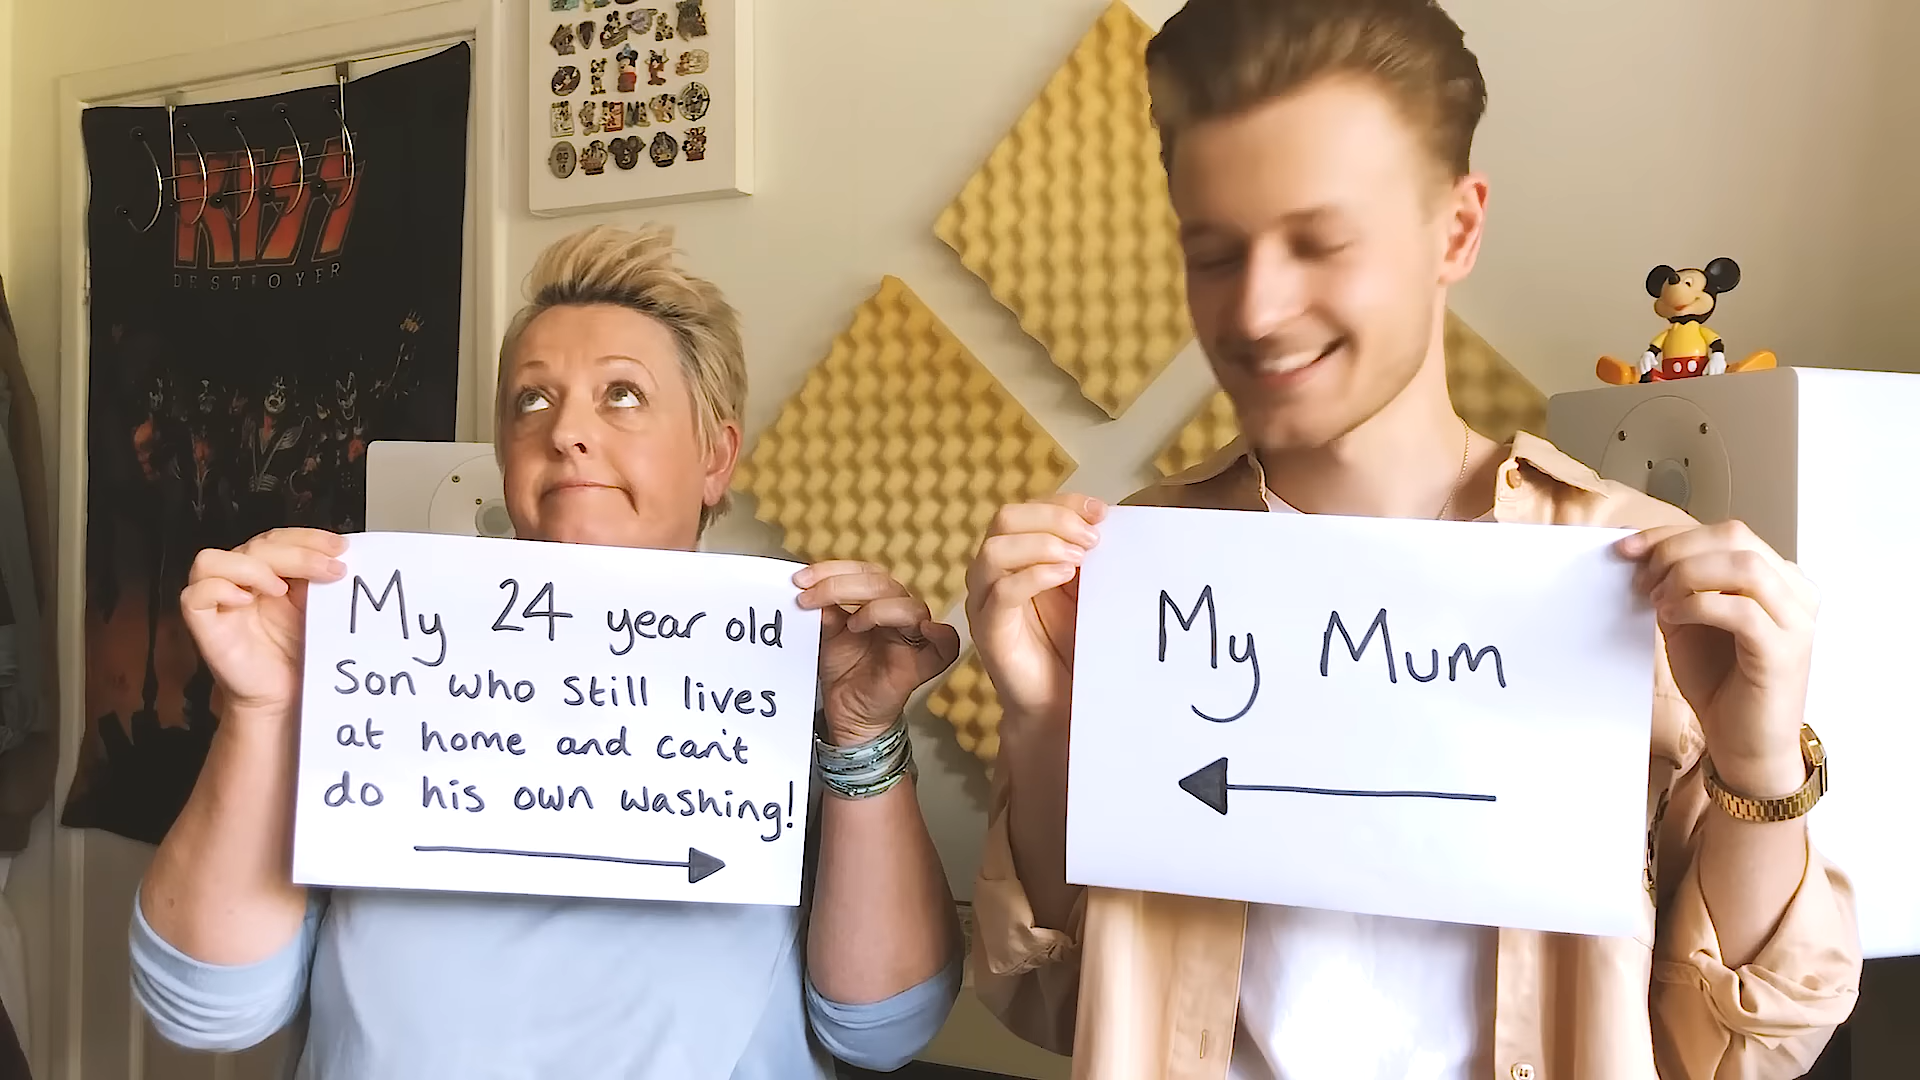 KISS
DESTROYER
My 24 year old
Son who still lives
at home and can't
do his own washing!
My Mum